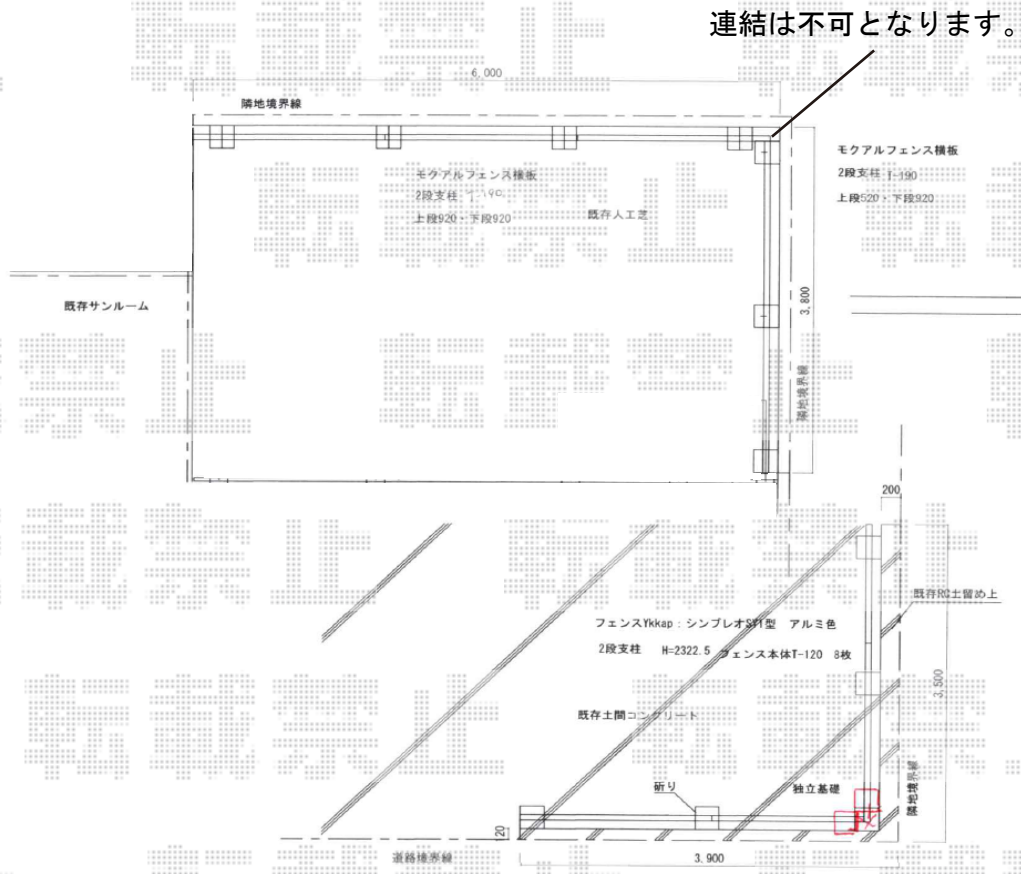 連結は不可となります。
6,000
隣地境界線
モクアルフェンス横板
2段支柱 T-190
上段520・下段920
モクアルフェンス横板
2段支柱 T-190
上段920・下段920
既存人工芝
既存サンルーム
3,800
隣地境界線
200
既存RC土留め上
フェンスYkkap：シンプレオSY1型 アルミ色
2段支柱 H=2322.5 フェンス本体T-120 8枚
3,500
既存土間コンクリート
斫り
独立基礎
隣地境界線
120
道路境界線
3,900
転載禁止